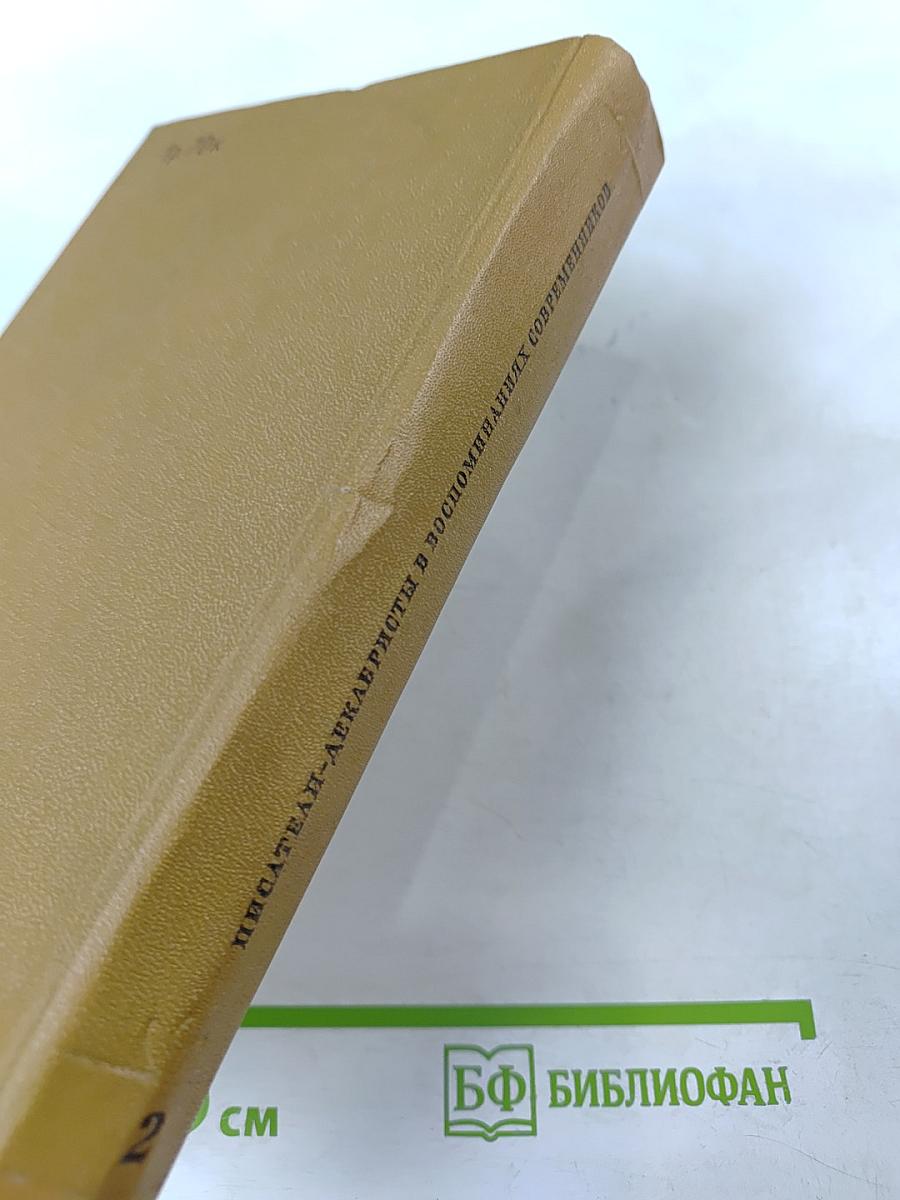 ПИСАТЕЛИ-ДЕКАБРИСТЫ В ВОСПОМИНАНИЯХ СОВРЕМЕННИКОВ
2
см
БФ БИБЛИОФАН